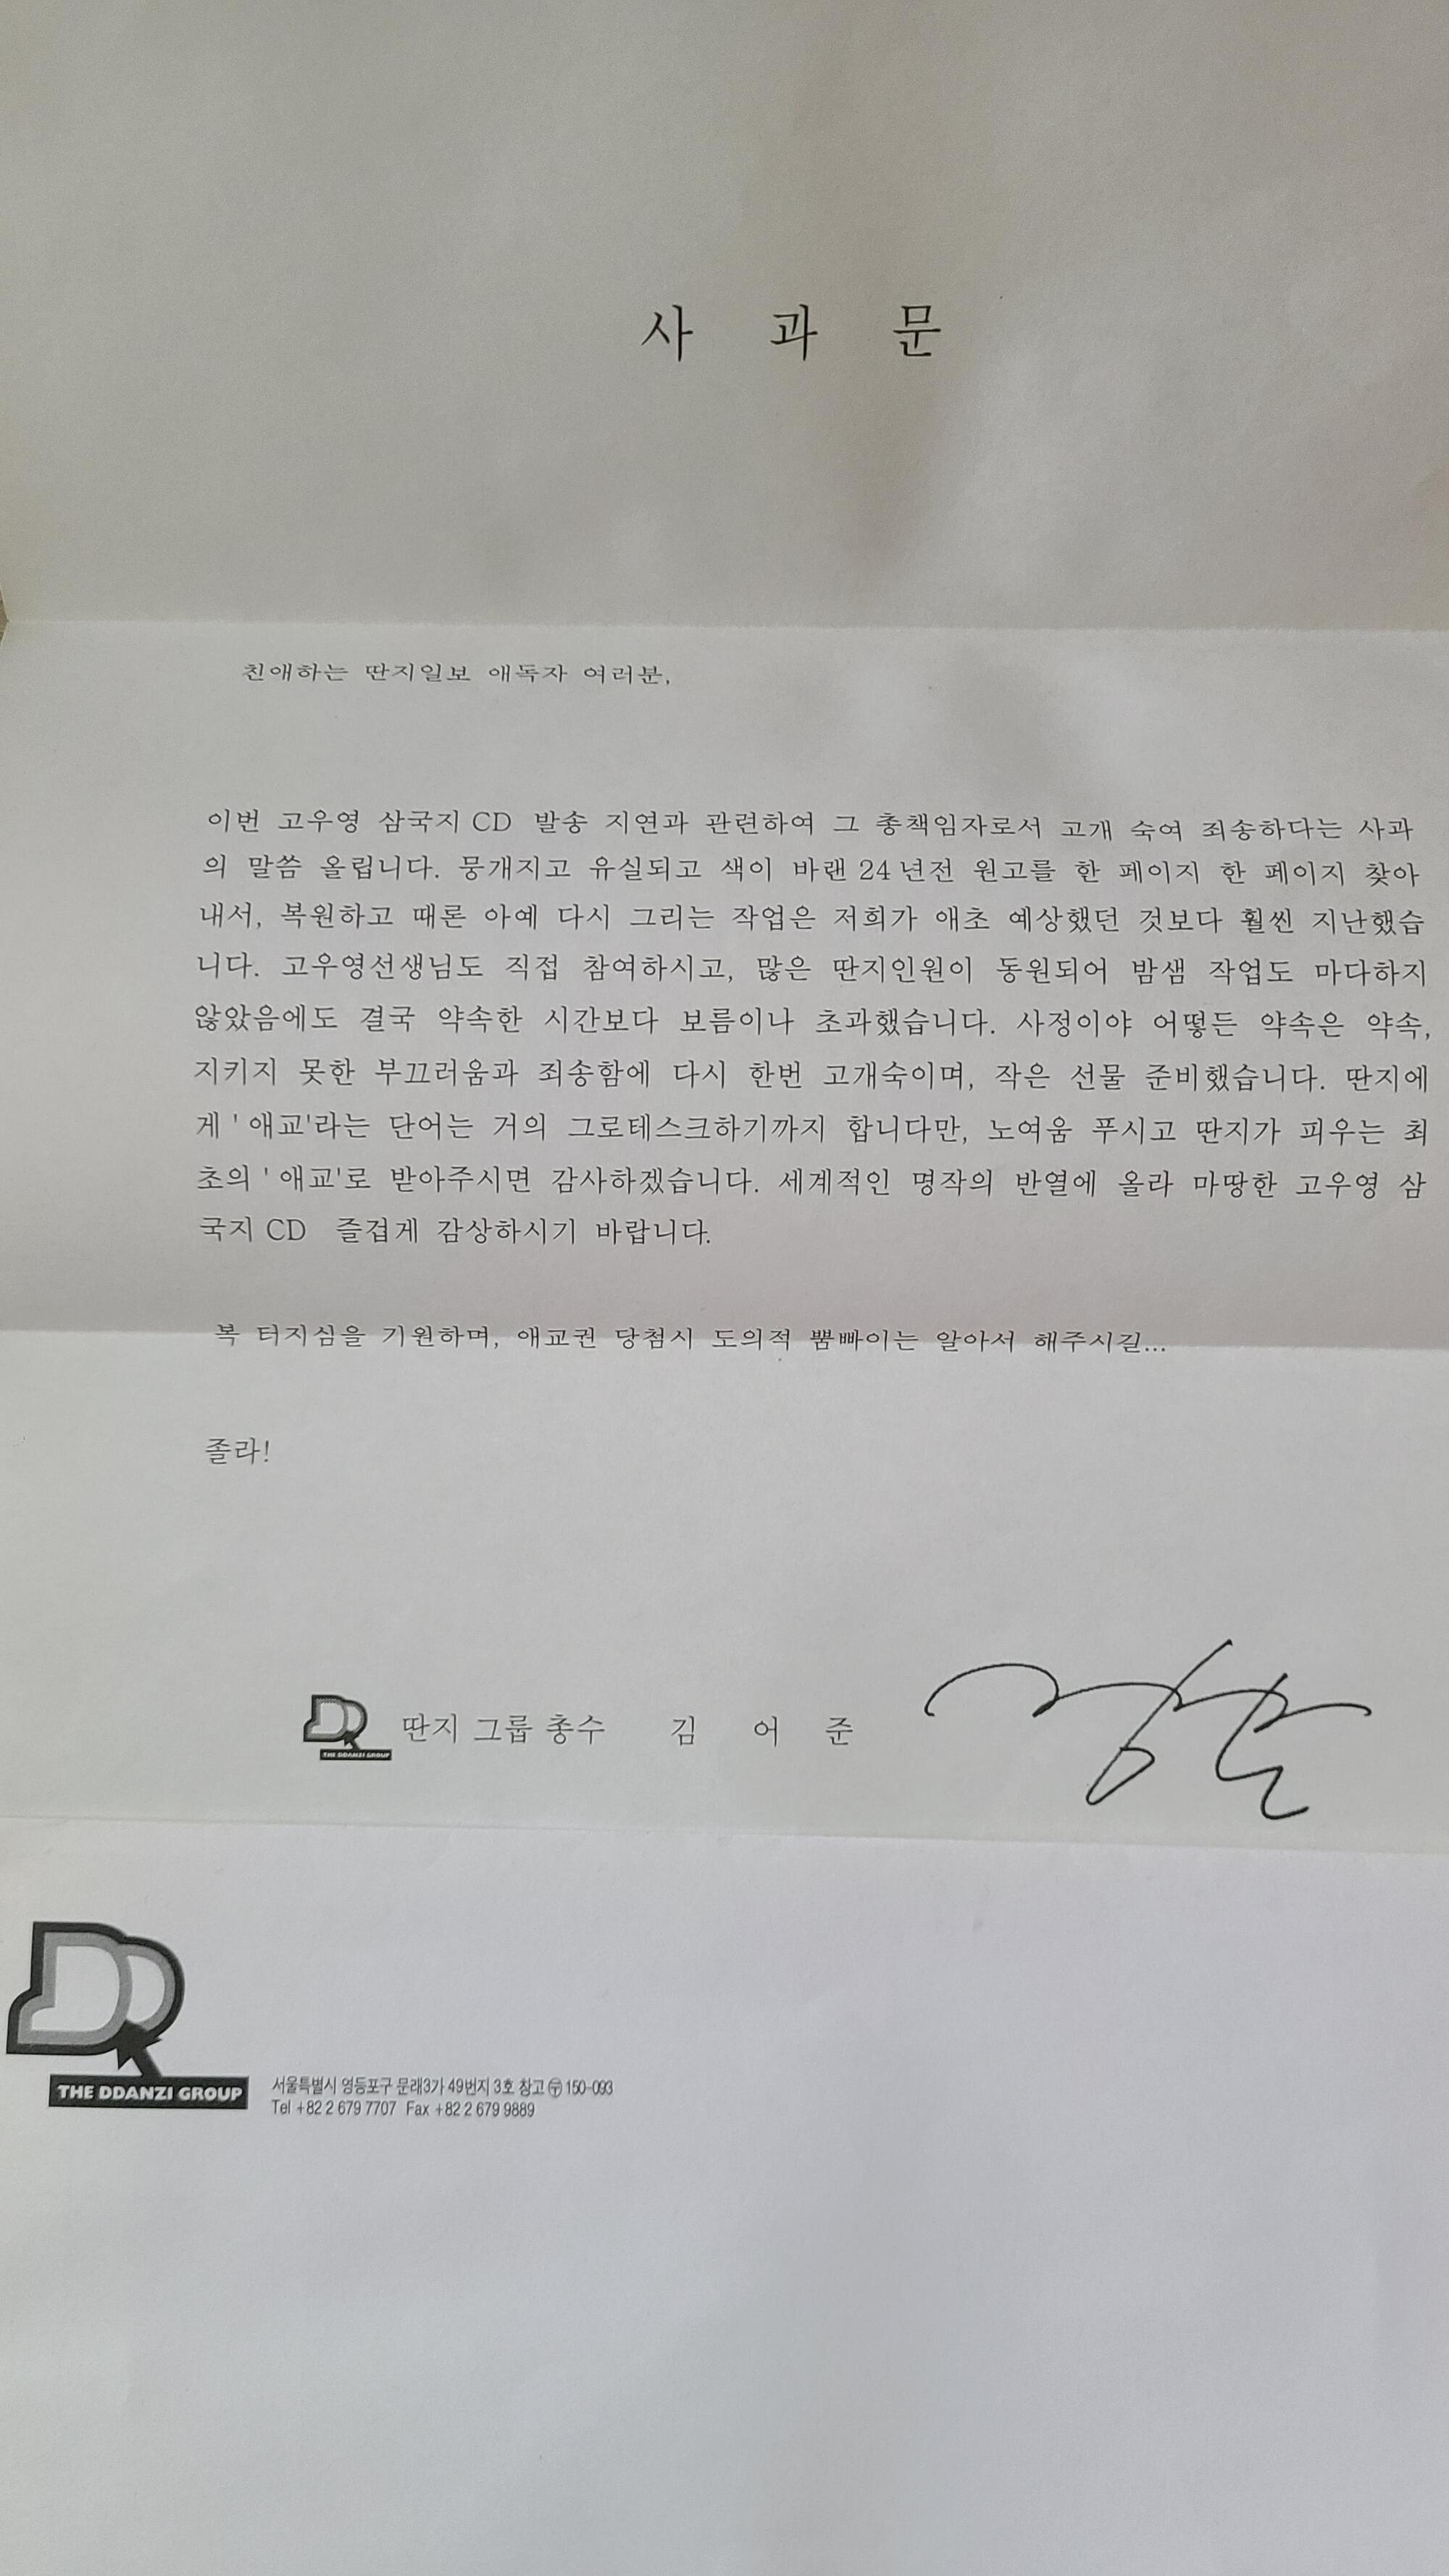 사 과 문
친애하는 딴지일보 애독자 여러분,
이번 고우영 삼국지 CD 발송 지연과 관련하여 그 총책임자로서 고개 숙여 죄송하다는 사과
의 말씀 올립니다. 뭉개지고 유실되고 색이 바랜 24년전 원고를 한 페이지 한 페이지 찾아
내서, 복원하고 때론 아예 다시 그리는 작업은 저희가 애초 예상했던 것보다 훨씬 지난했습
니다. 고우영선생님도 직접 참여하시고, 많은 딴지인원이 동원되어 밤샘 작업도 마다하지
않았음에도 결국 약속한 시간보다 보름이나 초과했습니다. 사정이야 어떻든 약속은 약속,
지키지 못한 부끄러움과 죄송함에 다시 한번 고개숙이며, 작은 선물 준비했습니다. 딴지에
게 ' 애교'라는 단어는 거의 그로테스크하기까지 합니다만, 노여움 푸시고 딴지가 피우는 최
초의 ' 애교'로 받아주시면 감사하겠습니다. 세계적인 명작의 반열에 올라 마땅한 고우영 삼
국지 CD 즐겁게 감상하시기 바랍니다.
복 터지심을 기원하며, 애교권 당첨시 도의적 뿜빠이는 알아서 해주시길...
졸라!
THE DDANZI GROUP 딴지 그룹 총수 김 어 준
THE DDANZI GROUP
서울특별시 영등포구 문래3가 49번지 3호 창고 ㉾ 150-093
Tel +82 2 679 7707 Fax +82 2 679 9889